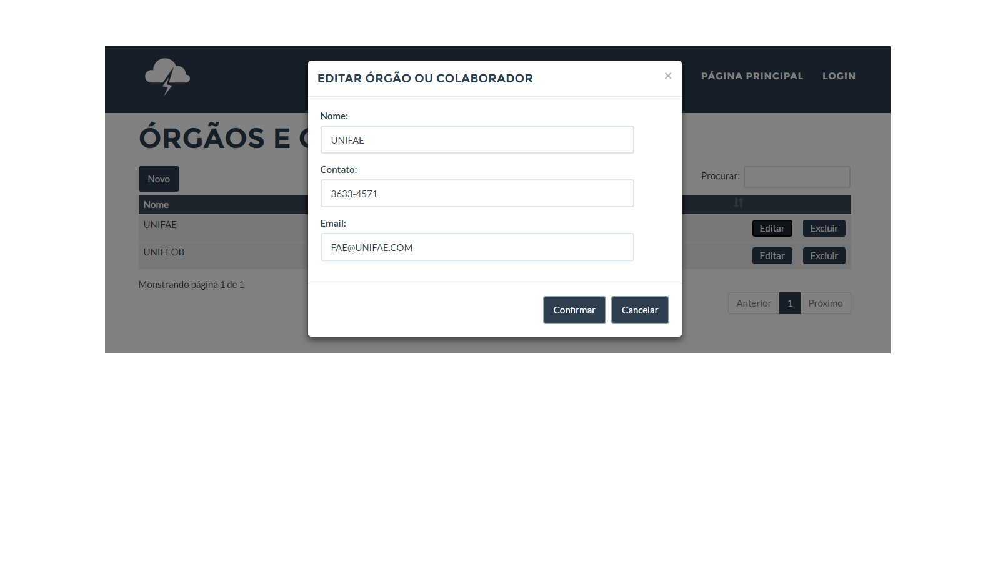 PÁGINA PRINCIPAL LOGIN
EDITAR ÓRGÃO OU COLABORADOR ×
Nome:
UNIFAE
Contato:
3633-4571
Email:
FAE@UNIFAE.COM
Confirmar Cancelar
ÓRGÃOS E
Novo
Procurar:
Nome
UNIFAE Editar Excluir
UNIFEOB Editar Excluir
Monstrando página 1 de 1
Anterior 1 Próximo